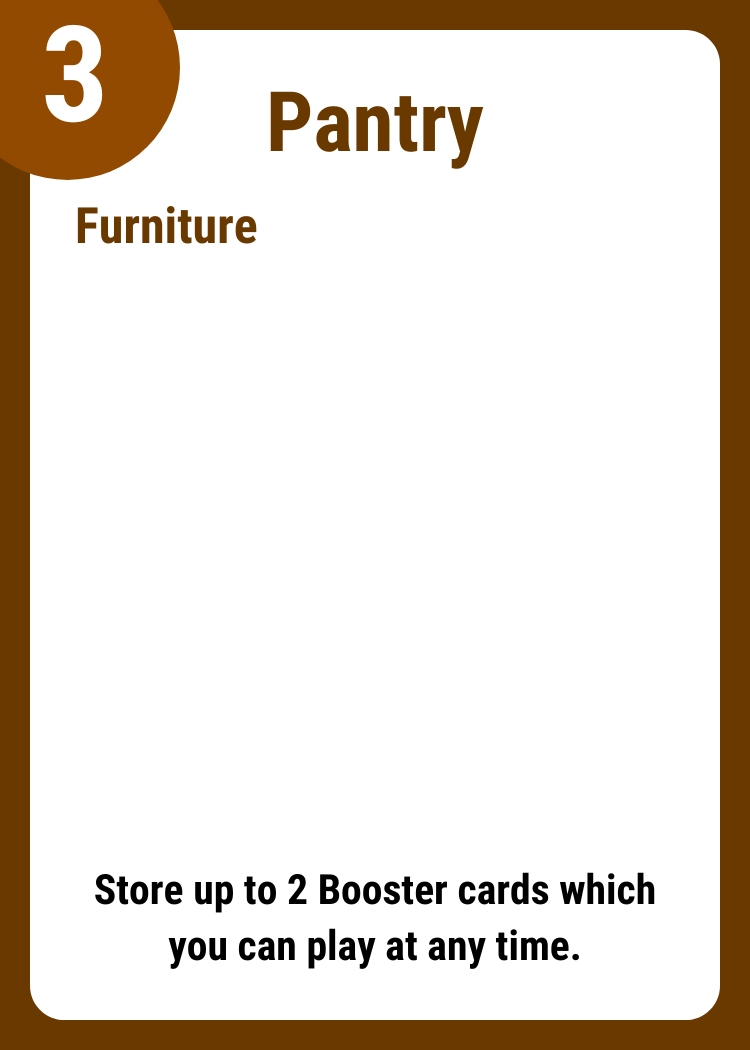 3
Pantry
Furniture
Store up to 2 Booster cards which
you can play at any time.